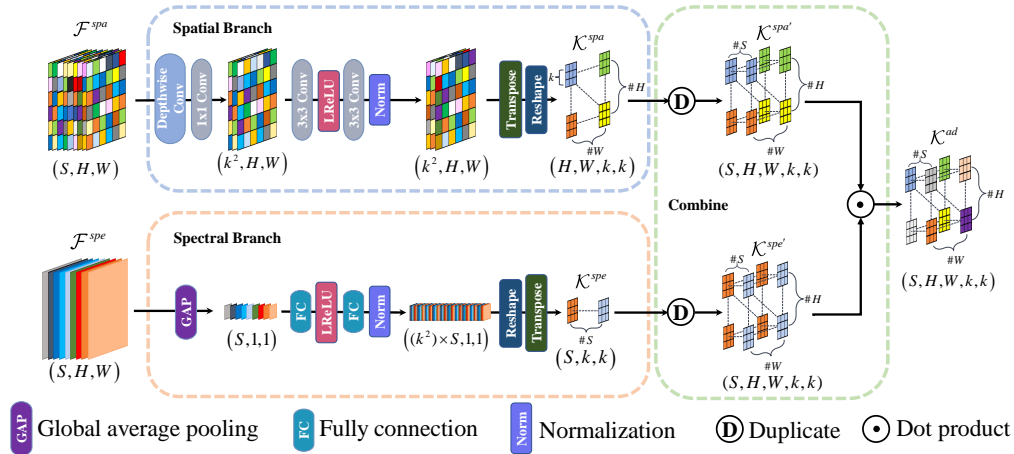 𝓕^{spa}
(S,H,W)
Spatial Branch
Depthwise
Conv
1x1 Conv
(k²,H,W)
3x3 Conv
LReLU
3x3 Conv
Norm
(k²,H,W)
Transpose
Reshape
𝒦^{spa}
k
#H
#W
(H,W,k,k)
D
𝒦^{spa'}
#S
#H
#W
(S,H,W,k,k)
Combine
𝒦^{ad}
#S
#H
#W
(S,H,W,k,k)
𝓕^{spe}
(S,H,W)
Spectral Branch
GAP
(S,1,1)
FC
LReLU
FC
Norm
((k²)×S,1,1)
Reshape
Transpose
𝒦^{spe}
#S
(S,k,k)
D
𝒦^{spe'}
#S
#H
#W
(S,H,W,k,k)
GAP Global average pooling
FC Fully connection
Norm Normalization
D Duplicate
Dot product